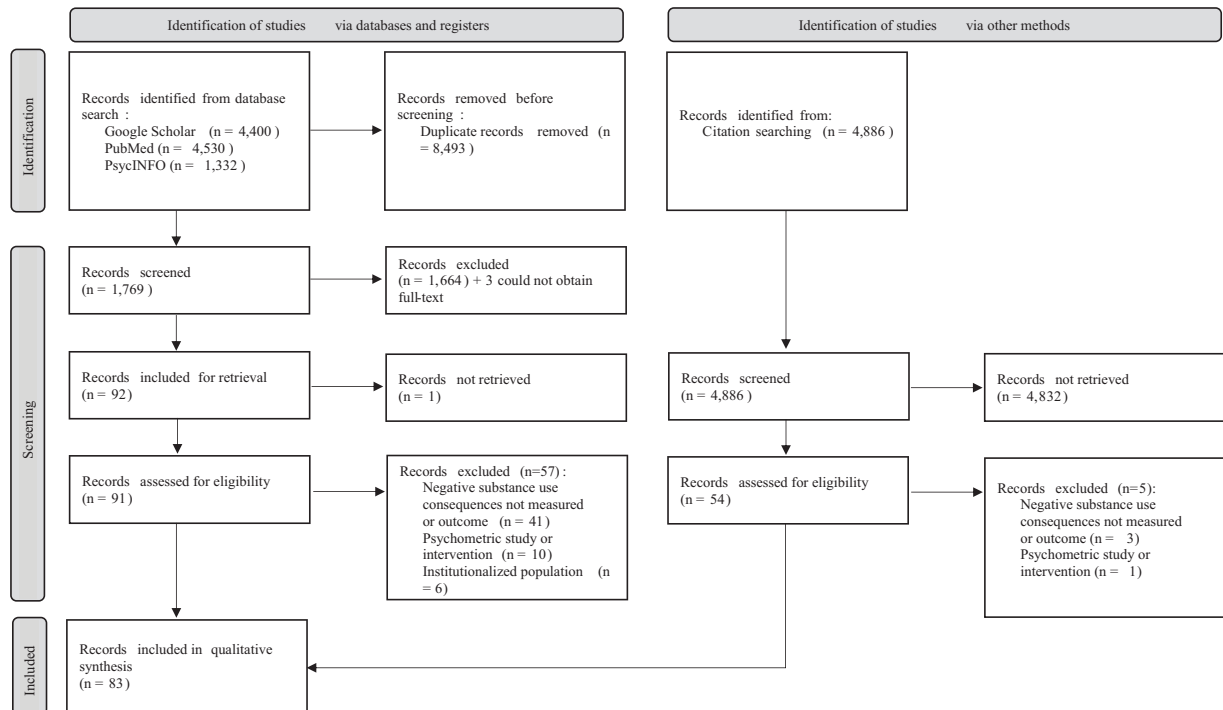 Identification of studies via databases and registers
Identification of studies via other methods
Identification
Records identified from database
search :
Google Scholar (n = 4,400 )
PubMed (n = 4,530 )
PsycINFO (n = 1,332 )
Records removed before
screening :
Duplicate records removed (n
= 8,493 )
Records identified from:
Citation searching (n = 4,886 )
Screening
Records screened
(n = 1,769 )
Records excluded
(n = 1,664 ) + 3 could not obtain
full-text
Records included for retrieval
(n = 92 )
Records not retrieved
(n = 1 )
Records screened
(n = 4,886 )
Records not retrieved
(n = 4,832 )
Records assessed for eligibility
(n = 91 )
Records excluded (n=57) :
Negative substance use
consequences not measured
or outcome (n = 41 )
Psychometric study or
intervention (n = 10 )
Institutionalized population (n
= 6 )
Records assessed for eligibility
(n = 54 )
Records excluded (n=5):
Negative substance use
consequences not measured
or outcome (n = 3 )
Psychometric study or
intervention (n = 1 )
Included
Records included in qualitative
synthesis
(n = 83 )